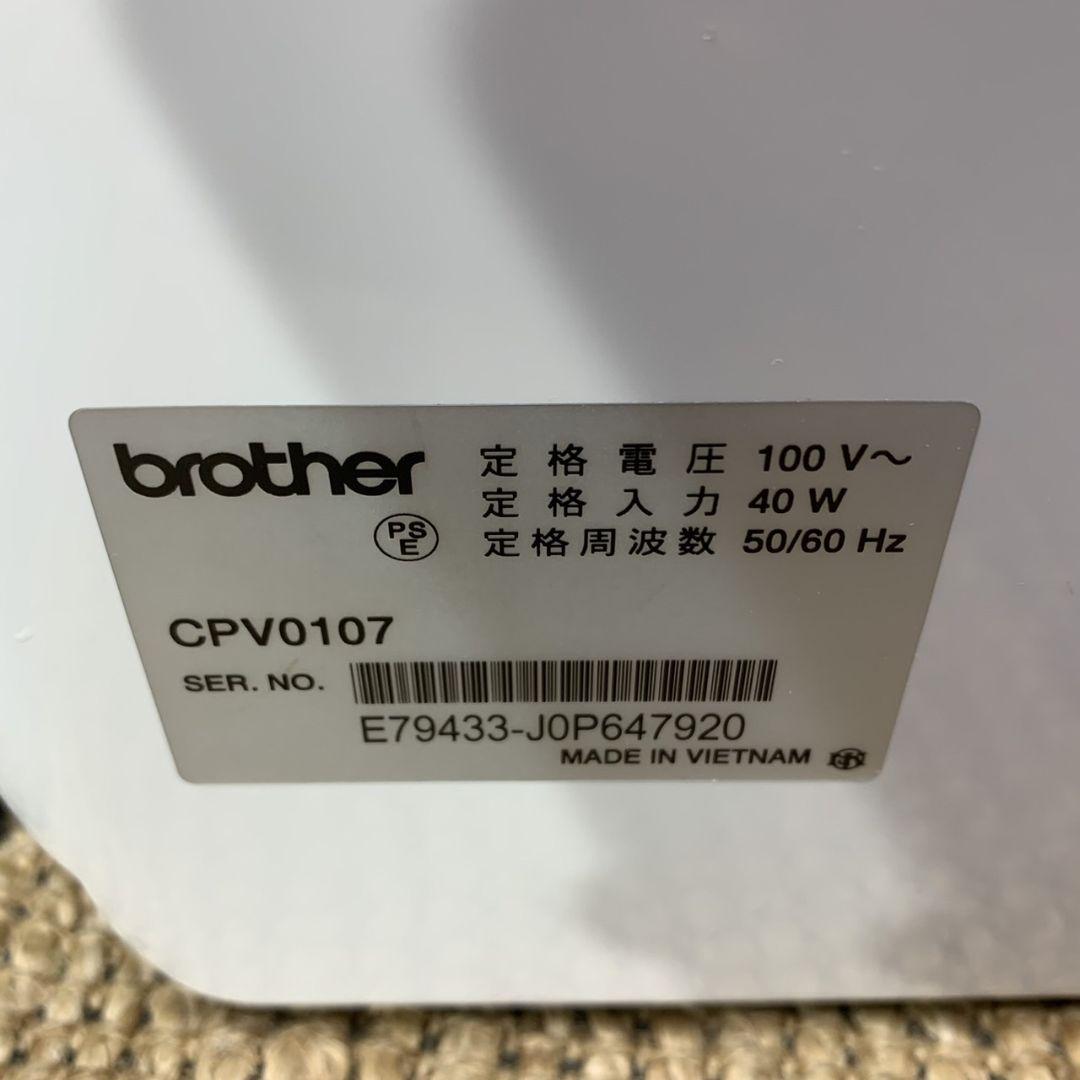 brother
定格電圧 100 V～
定格入力 40 W
定格周波数 50/60 Hz
PS
E
CPV0107
SER. NO.
E79433-J0P647920
MADE IN VIETNAM